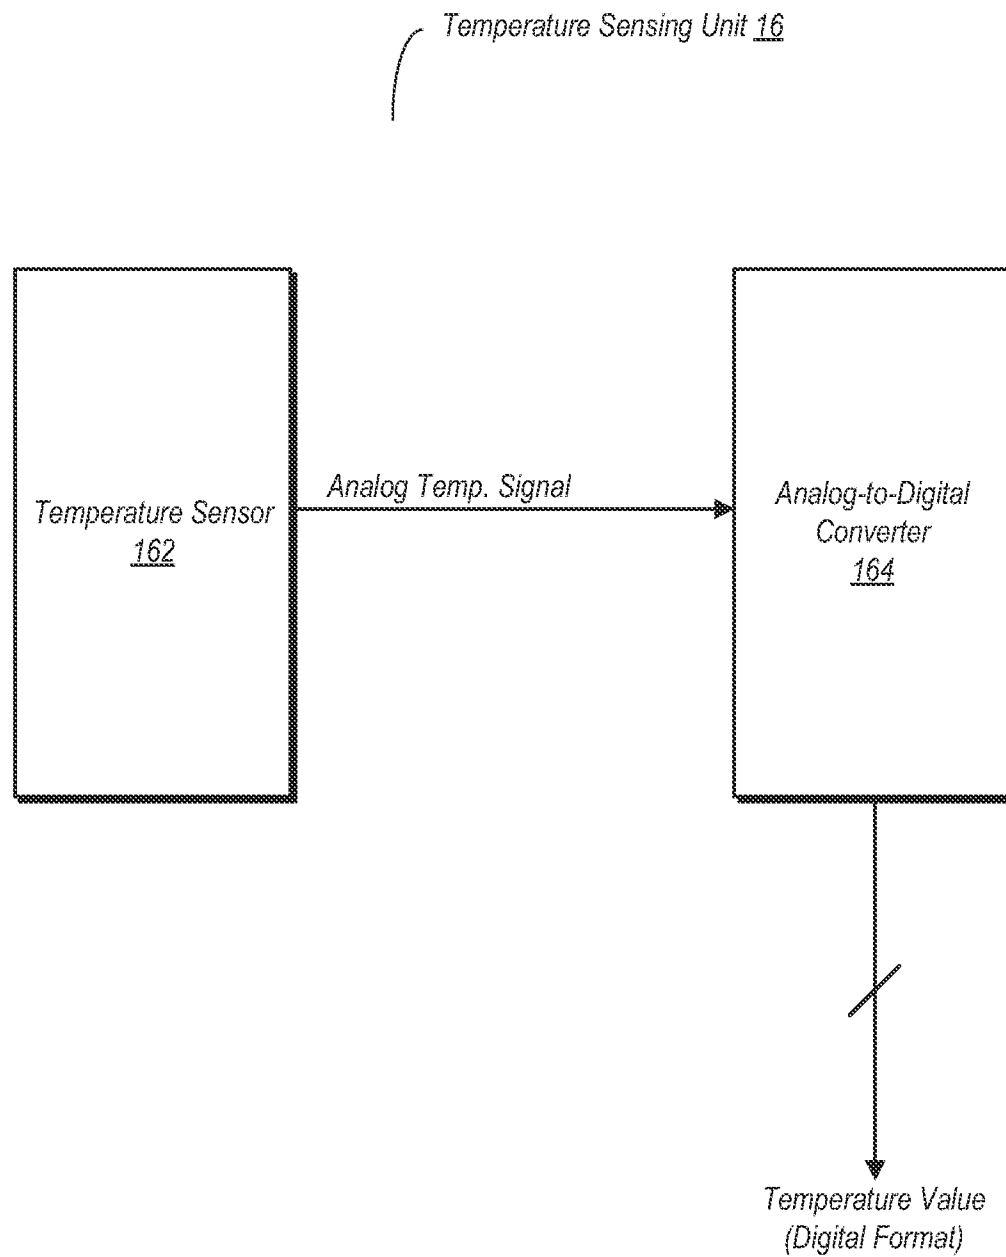 Temperature Sensing Unit 16
Analog Temp. Signal
Temperature Sensor
162
Analog-to-Digital
Converter
164
Temperature Value
(Digital Format)